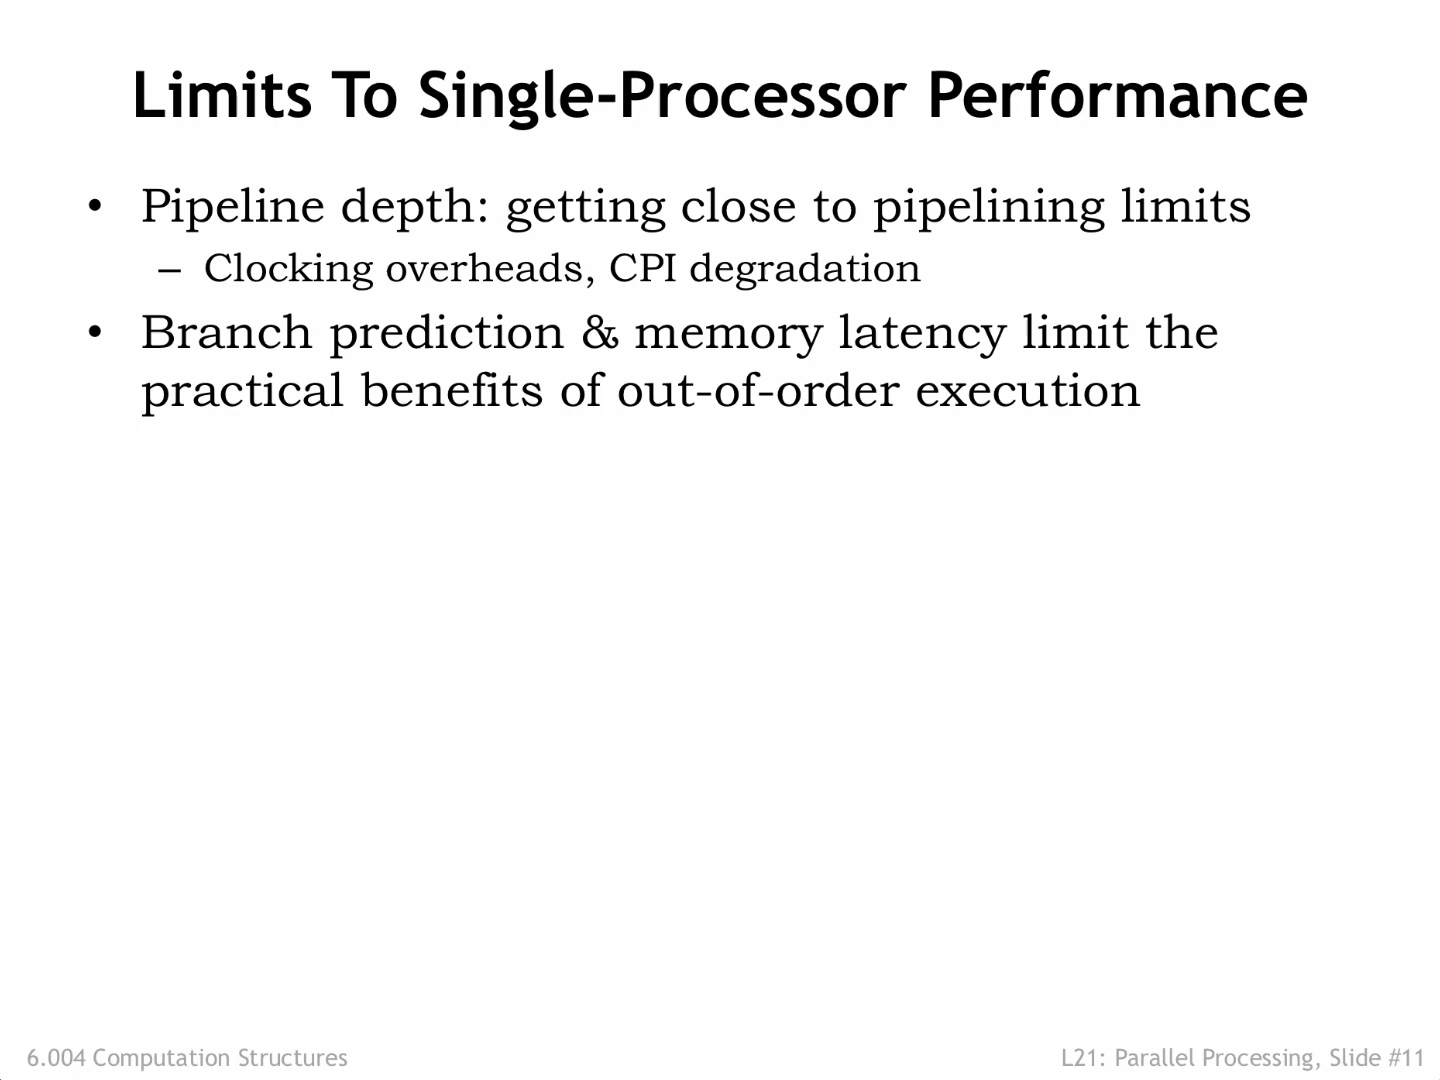 Limits To Single-Processor Performance
• Pipeline depth: getting close to pipelining limits
– Clocking overheads, CPI degradation
• Branch prediction & memory latency limit the
practical benefits of out-of-order execution
6.004 Computation Structures
L21: Parallel Processing, Slide #11